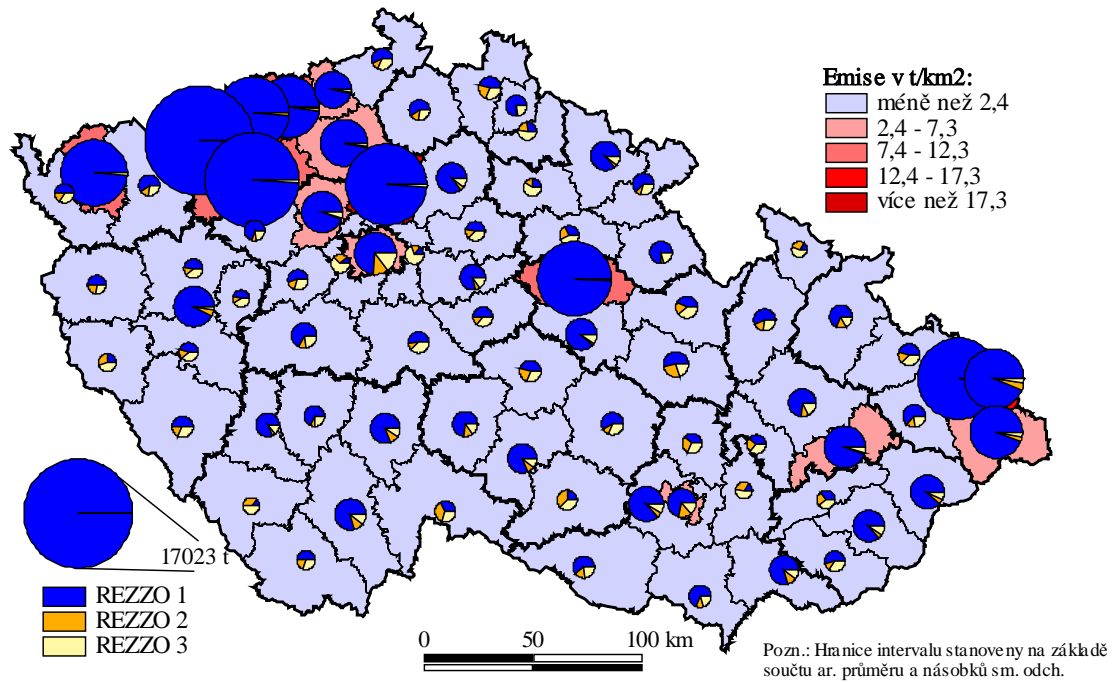 Emise v t/km2:
méně než 2,4
2,4 - 7,3
7,4 - 12,3
12,4 - 17,3
více než 17,3
17023 t
REZZO 1
REZZO 2
REZZO 3
0 50 100 km
Pozn.: Hranice intervalu stanoveny na základě
součtu ar. průměru a násobků sm. odch.